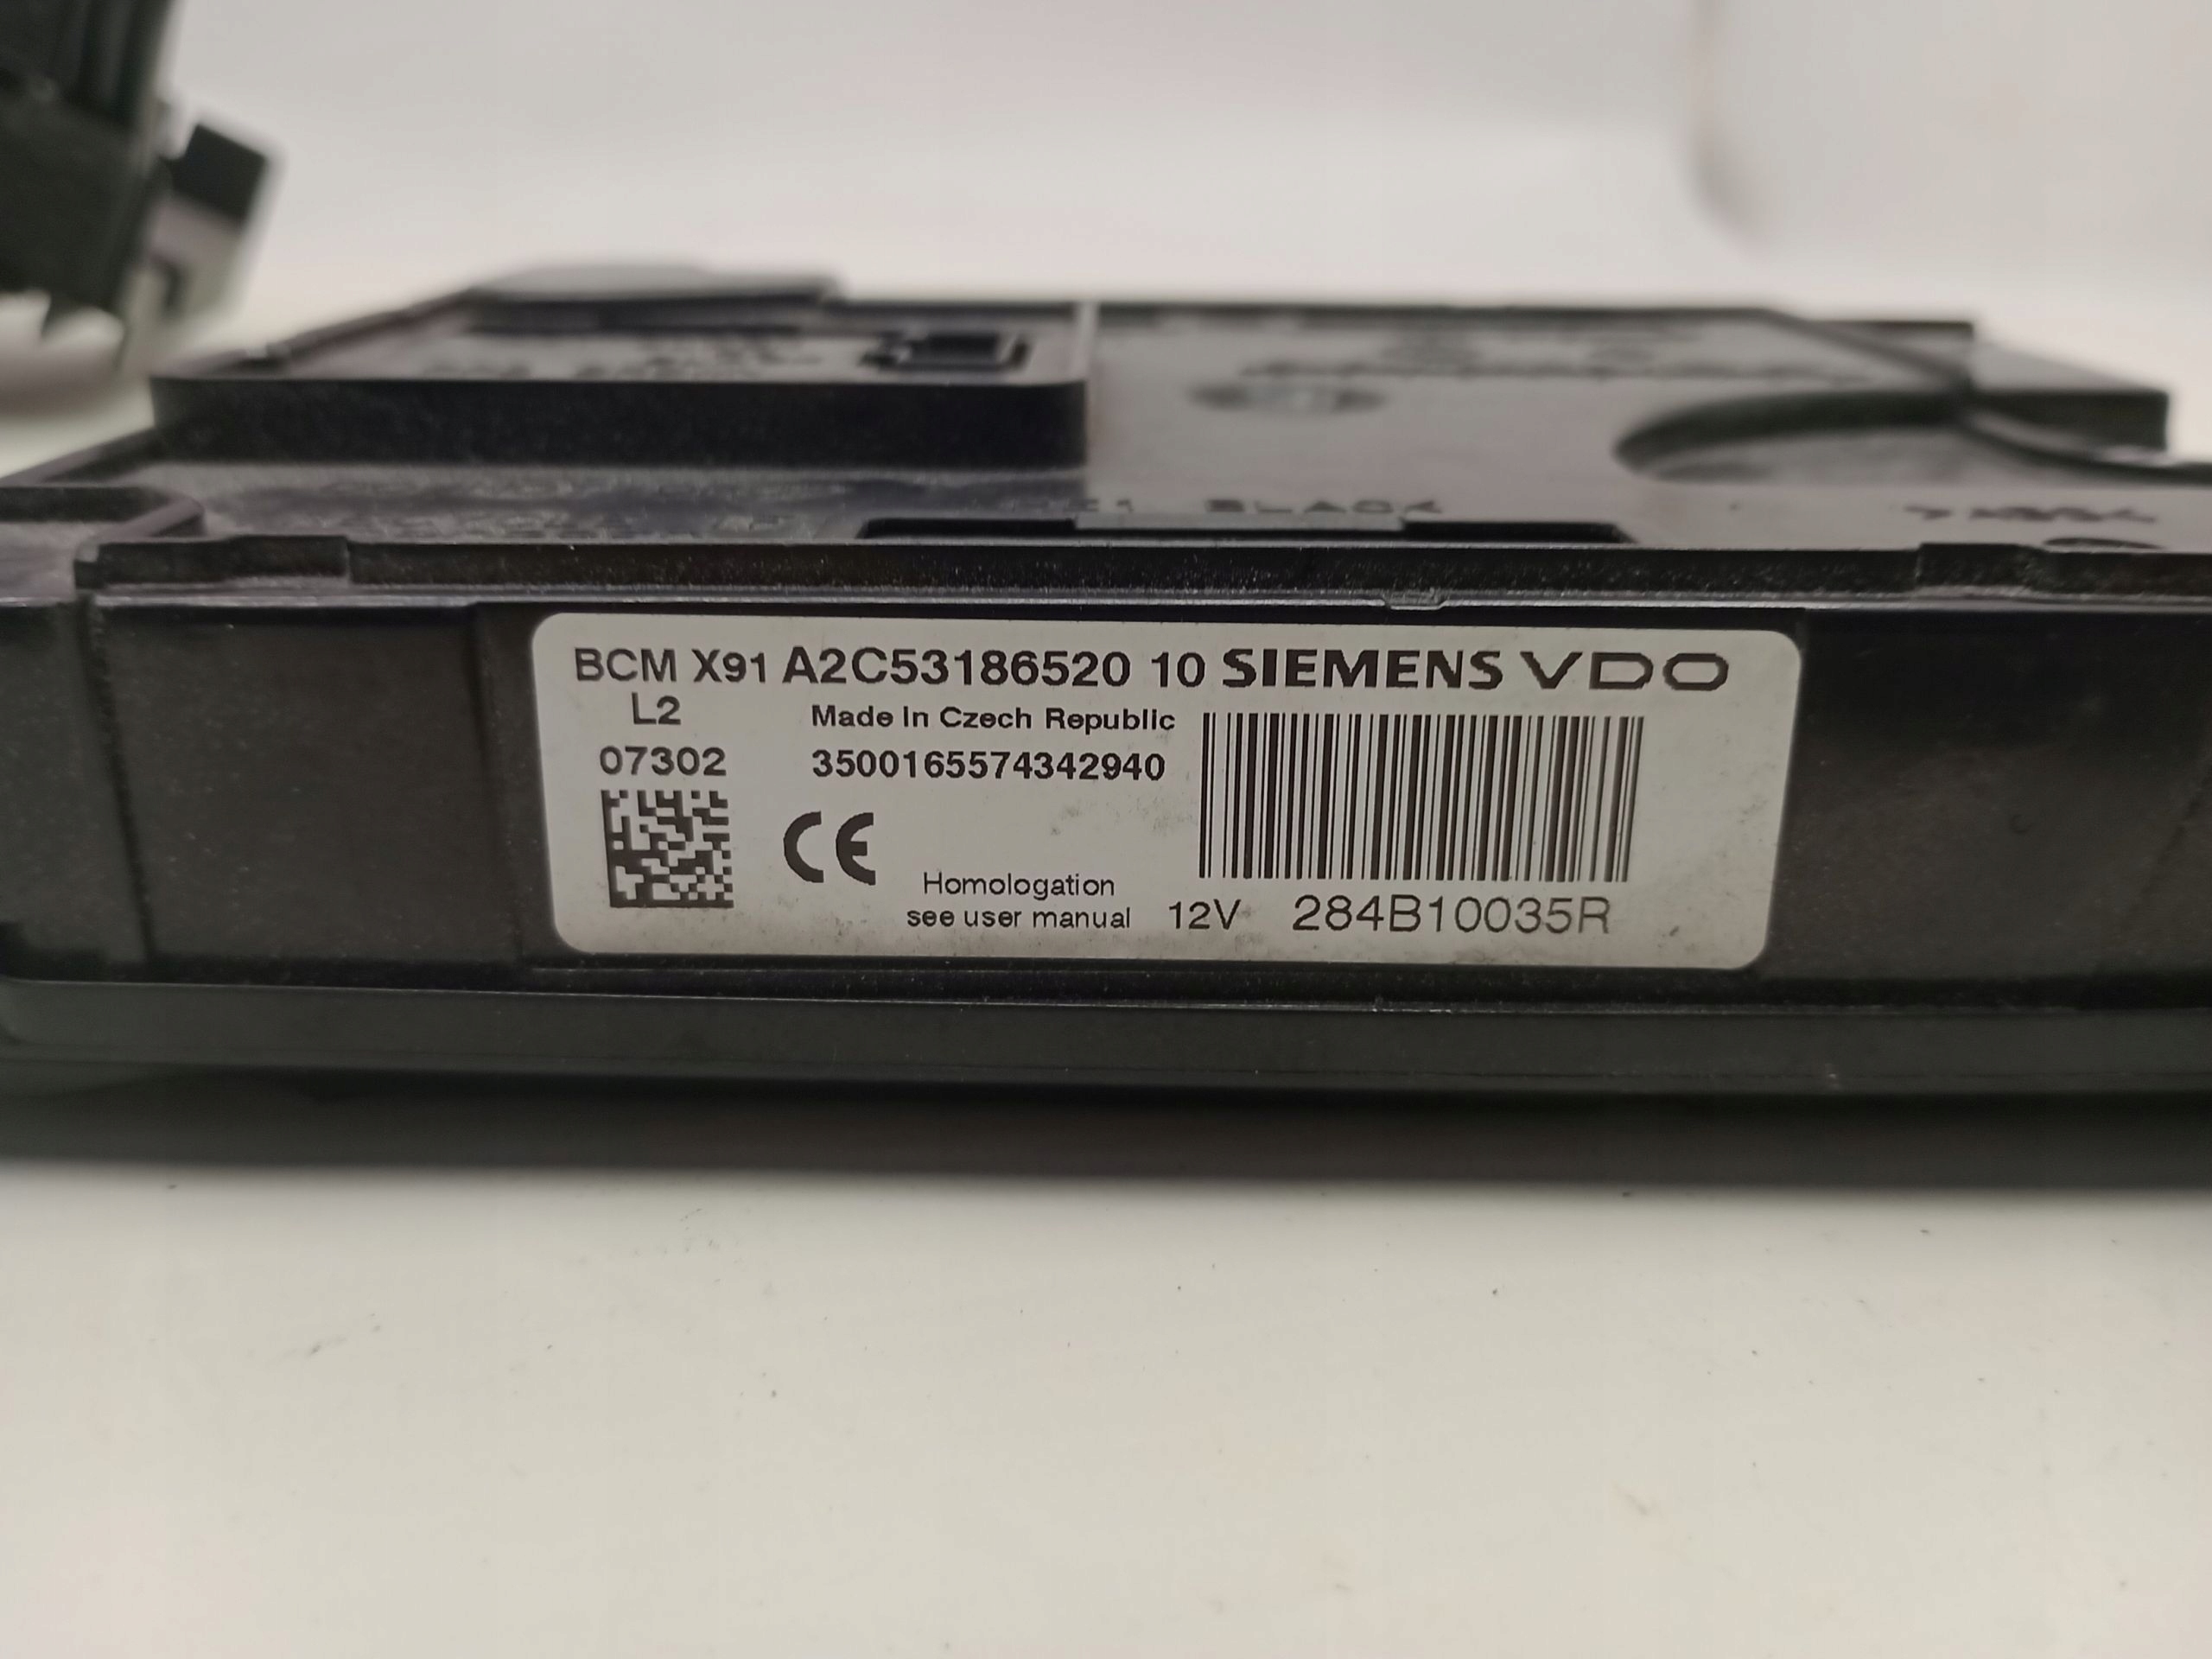 BLACK
BCM X91 A2C53186520 10 SIEMENS VDO
L2
Made in Czech Republic
07302
3500165574342940
CE
Homologation
see user manual
12V 284B10035R